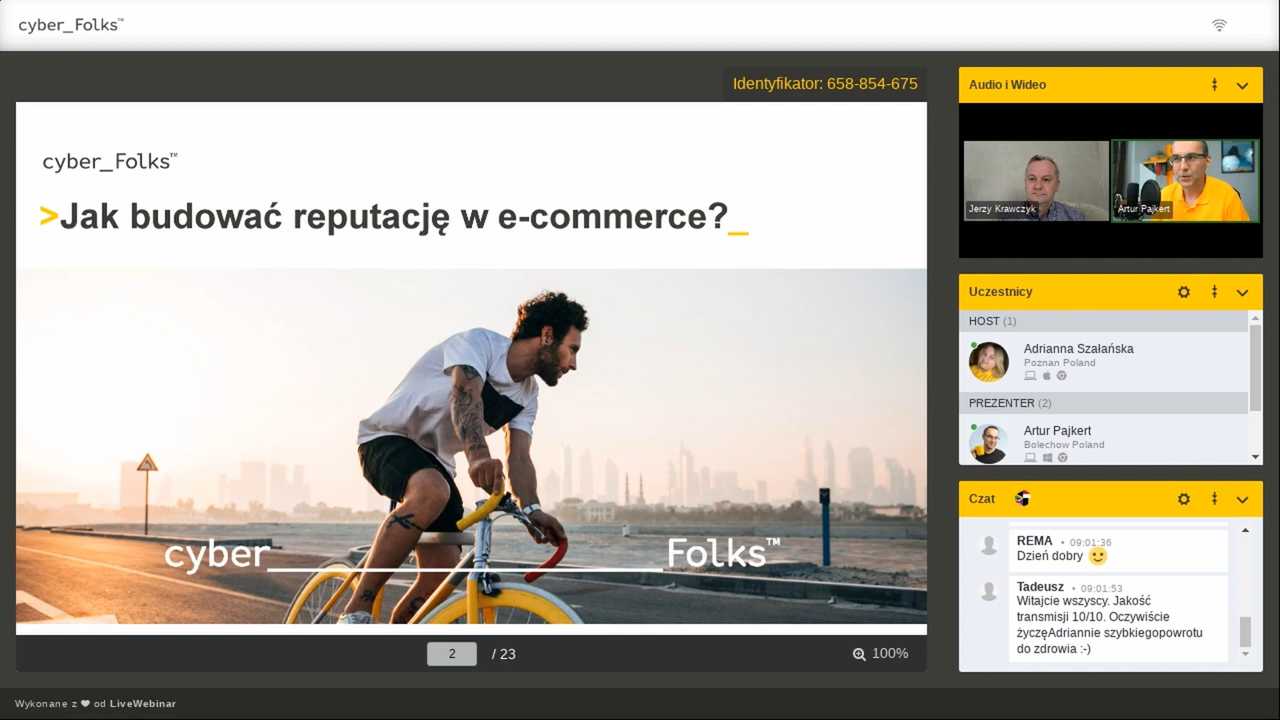 cyber_Folks™
Identyfikator: 658-854-675
cyber_Folks™
>Jak budować reputację w e-commerce?_
cyber_Folks™
2 / 23
100%
Audio i Wideo
Jerzy Krawczyk
Artur Pajkert
Uczestnicy
HOST (1)
Adrianna Szałańska
Poznan Poland
PREZENTER (2)
Artur Pajkert
Bolechow Poland
Czat
REMA • 09:01:36
Dzień dobry
Tadeusz • 09:01:53
Witajcie wszyscy. Jakość
transmisji 10/10. Oczywiście
życzęAdriannie szybkiegopowrotu
do zdrowia :-)
Wykonane z ❤ od LiveWebinar